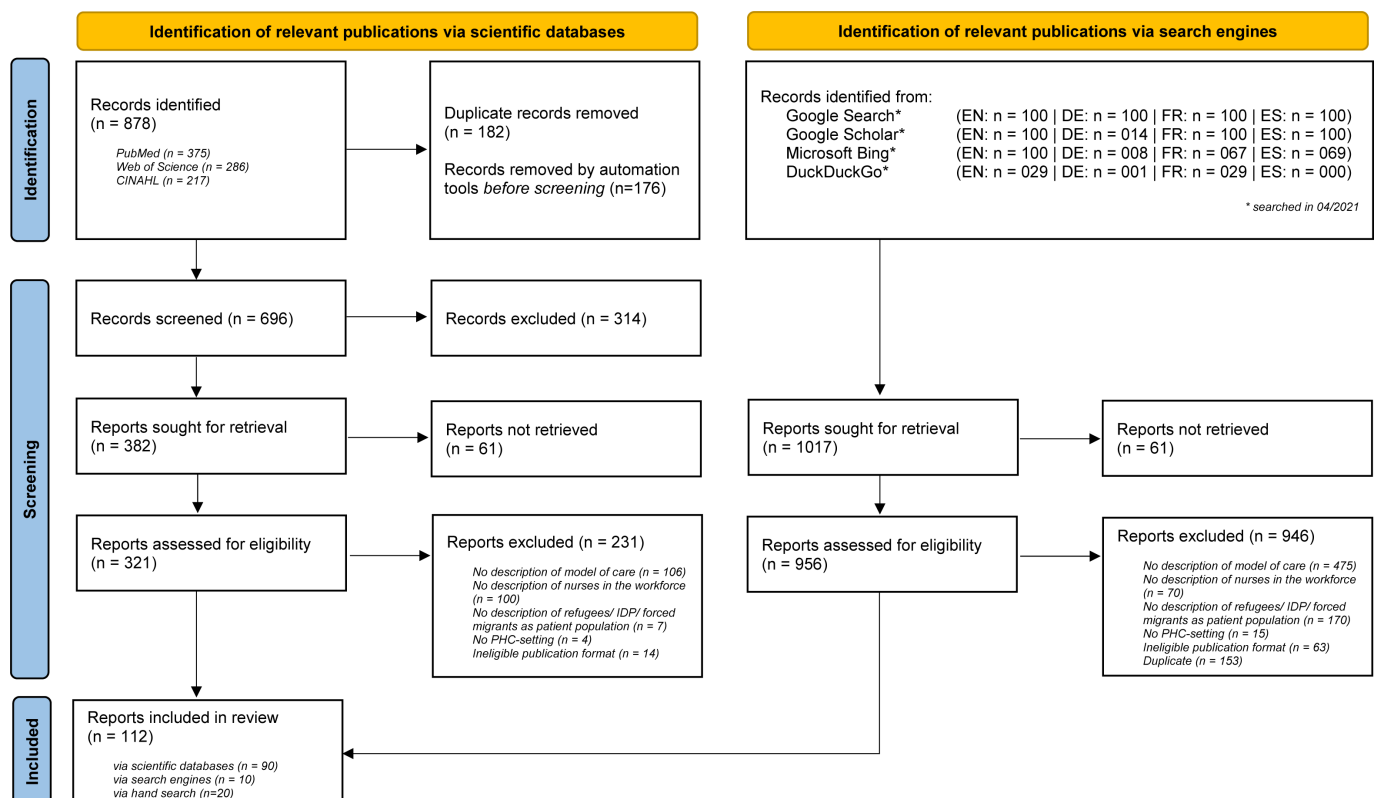 Identification of relevant publications via scientific databases
Identification of relevant publications via search engines
Identification
Records identified
(n = 878)
PubMed (n = 375)
Web of Science (n = 286)
CINAHL (n = 217)
Duplicate records removed
(n = 182)
Records removed by automation
tools before screening (n=176)
Records identified from:
Google Search* (EN: n = 100 | DE: n = 100 | FR: n = 100 | ES: n = 100)
Google Scholar* (EN: n = 100 | DE: n = 014 | FR: n = 100 | ES: n = 100)
Microsoft Bing* (EN: n = 100 | DE: n = 008 | FR: n = 067 | ES: n = 069)
DuckDuckGo* (EN: n = 029 | DE: n = 001 | FR: n = 029 | ES: n = 000)
* searched in 04/2021
Screening
Records screened (n = 696)
Records excluded (n = 314)
Reports sought for retrieval
(n = 382)
Reports not retrieved
(n = 61)
Reports sought for retrieval
(n = 1017)
Reports not retrieved
(n = 61)
Reports assessed for eligibility
(n = 321)
Reports excluded (n = 231)
No description of model of care (n = 106)
No description of nurses in the workforce
(n = 100)
No description of refugees/ IDP/ forced
migrants as patient population (n = 7)
No PHC-setting (n = 4)
Ineligible publication format (n = 14)
Reports assessed for eligibility
(n = 956)
Reports excluded (n = 946)
No description of model of care (n = 475)
No description of nurses in the workforce
(n = 70)
No description of refugees/ IDP/ forced
migrants as patient population (n = 170)
No PHC-setting (n = 15)
Ineligible publication format (n = 63)
Duplicate (n = 153)
Included
Reports included in review
(n = 112)
via scientific databases (n = 90)
via search engines (n = 10)
via hand search (n=20)